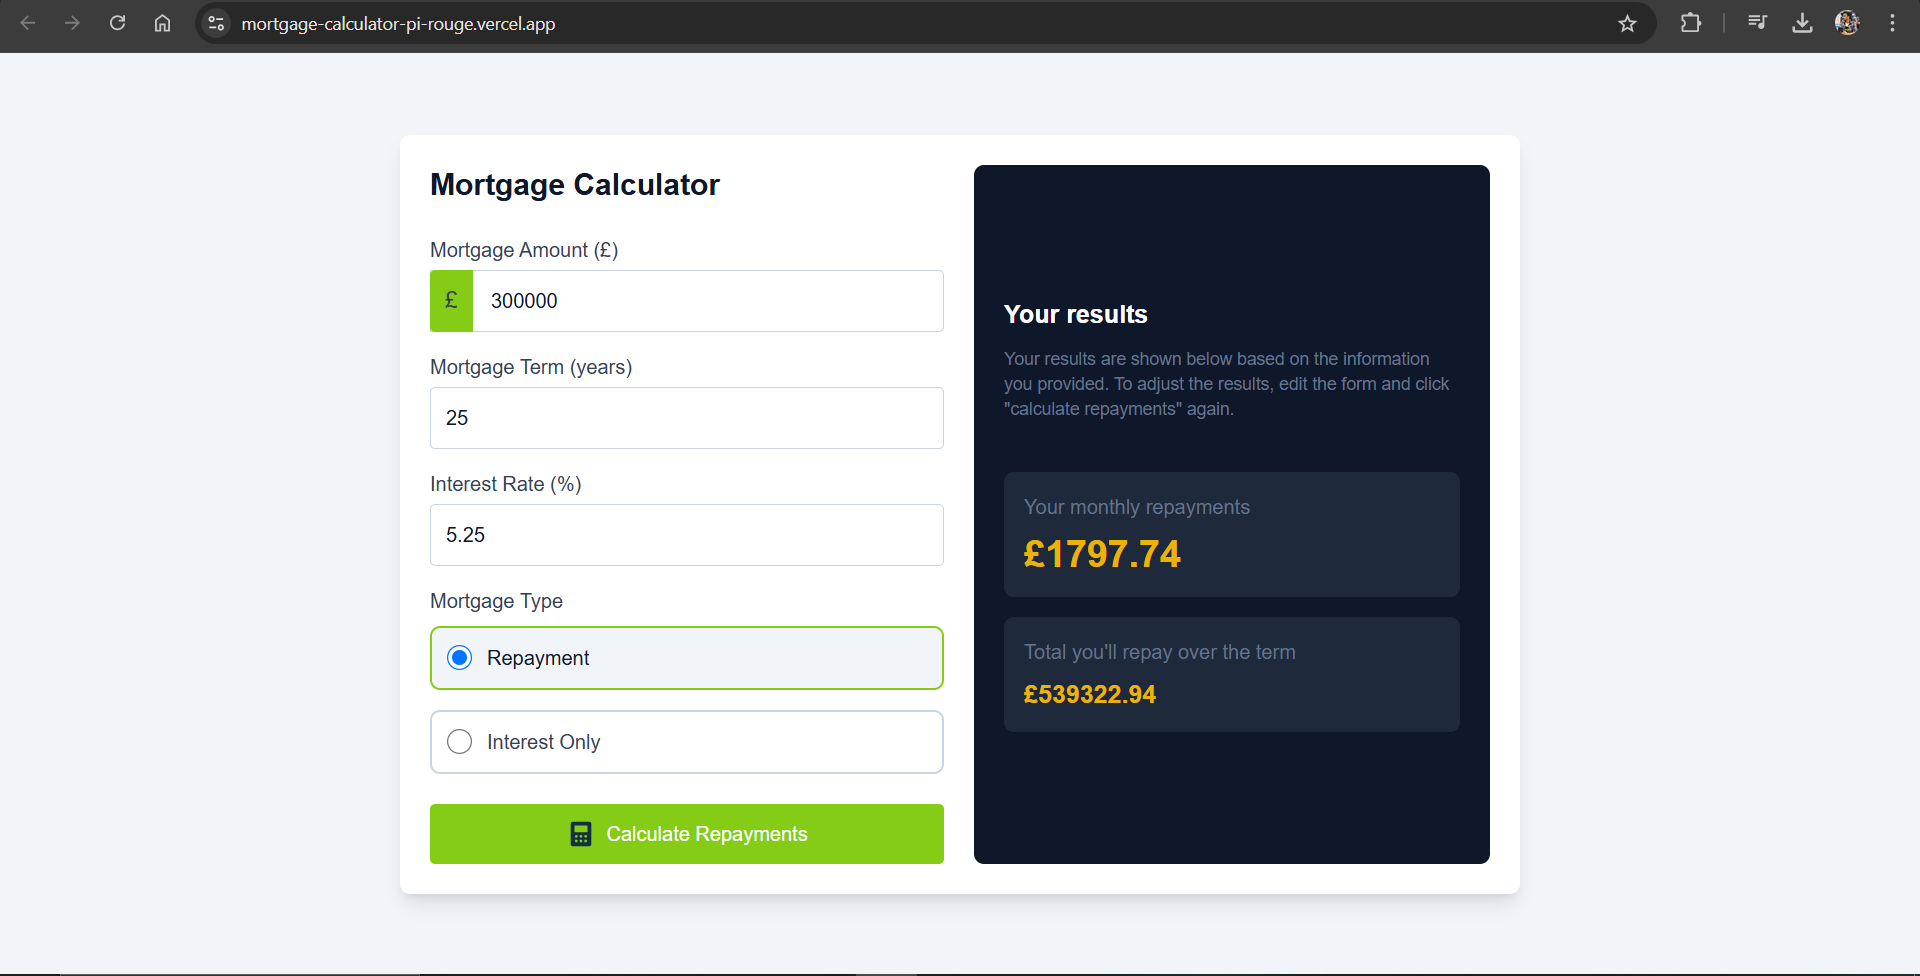 mortgage-calculator-pi-rouge.vercel.app
Mortgage Calculator
Mortgage Amount (£)
£ 300000
Mortgage Term (years)
25
Interest Rate (%)
5.25
Mortgage Type
Repayment
Interest Only
Calculate Repayments
Your results
Your results are shown below based on the information
you provided. To adjust the results, edit the form and click
"calculate repayments" again.
Your monthly repayments
£1797.74
Total you'll repay over the term
£539322.94